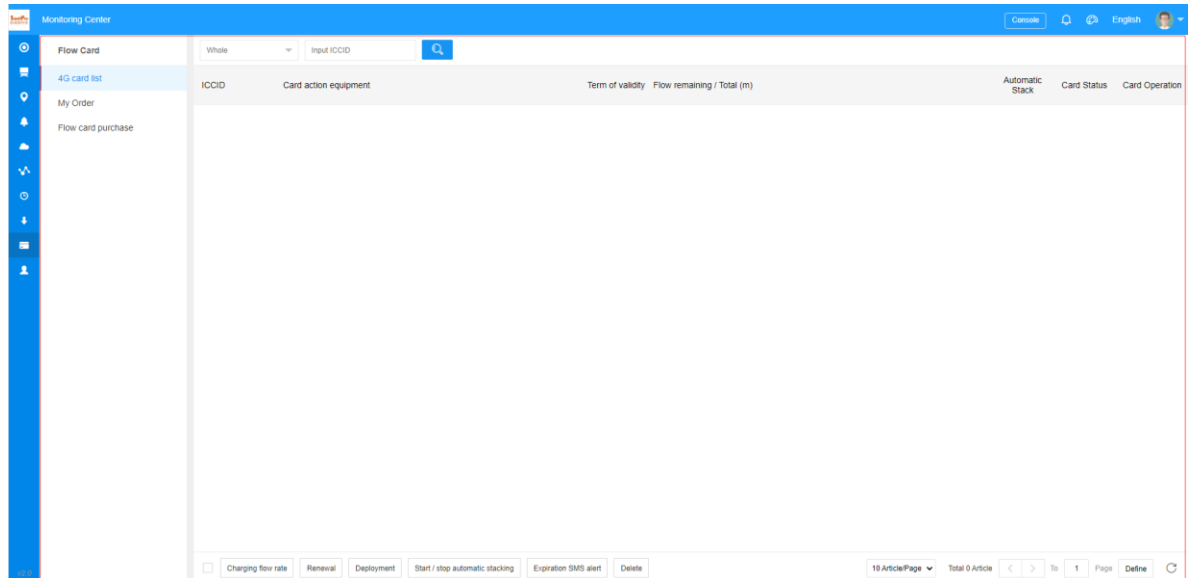 Monitoring Center
Console
English
Flow Card
Whole
Input ICCID
4G card list
My Order
Flow card purchase
ICCID
Card action equipment
Term of validity
Flow remaining / Total (m)
Automatic
Stack
Card Status
Card Operation
v2.0
Charging flow rate
Renewal
Deployment
Start / stop automatic stacking
Expiration SMS alert
Delete
10 Article/Page
Total 0 Article
<
>
To
1
Page
Define